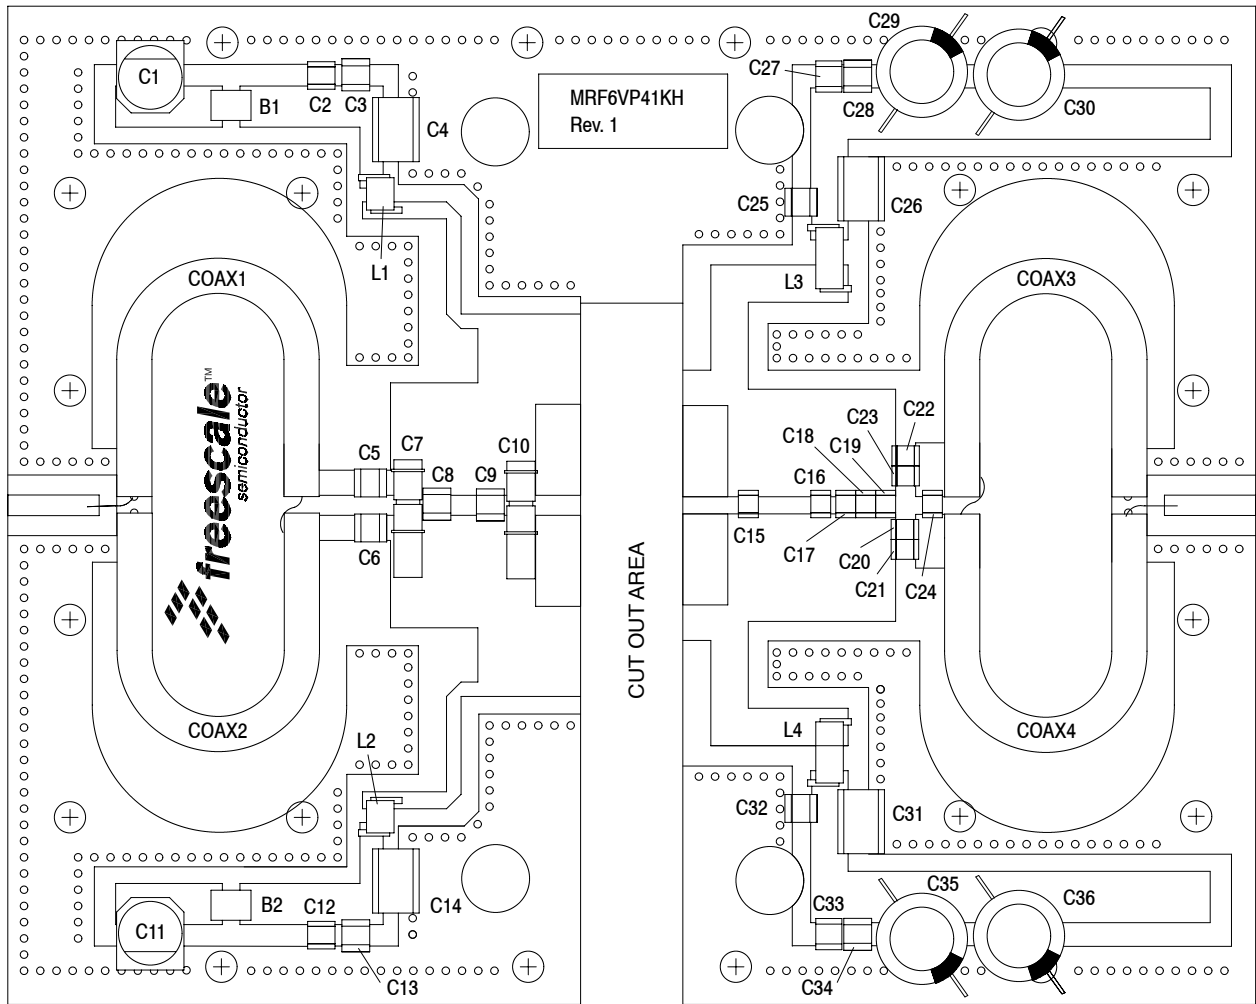 C29
C27
C1
C2 C3
B1
C4
MRF6VP41KH
Rev. 1
C28
C30
C25
C26
L1
L3
COAX1
COAX3
freescale™
semiconductor
C5
C7
C8
C9
C10
C18
C23
C22
C19
C16
C6
C15
C17
C20
C21
C24
CUT OUT AREA
COAX2
COAX4
L2
L4
C32
C31
B2
C12
C14
C11
C13
C33
C35
C36
C34